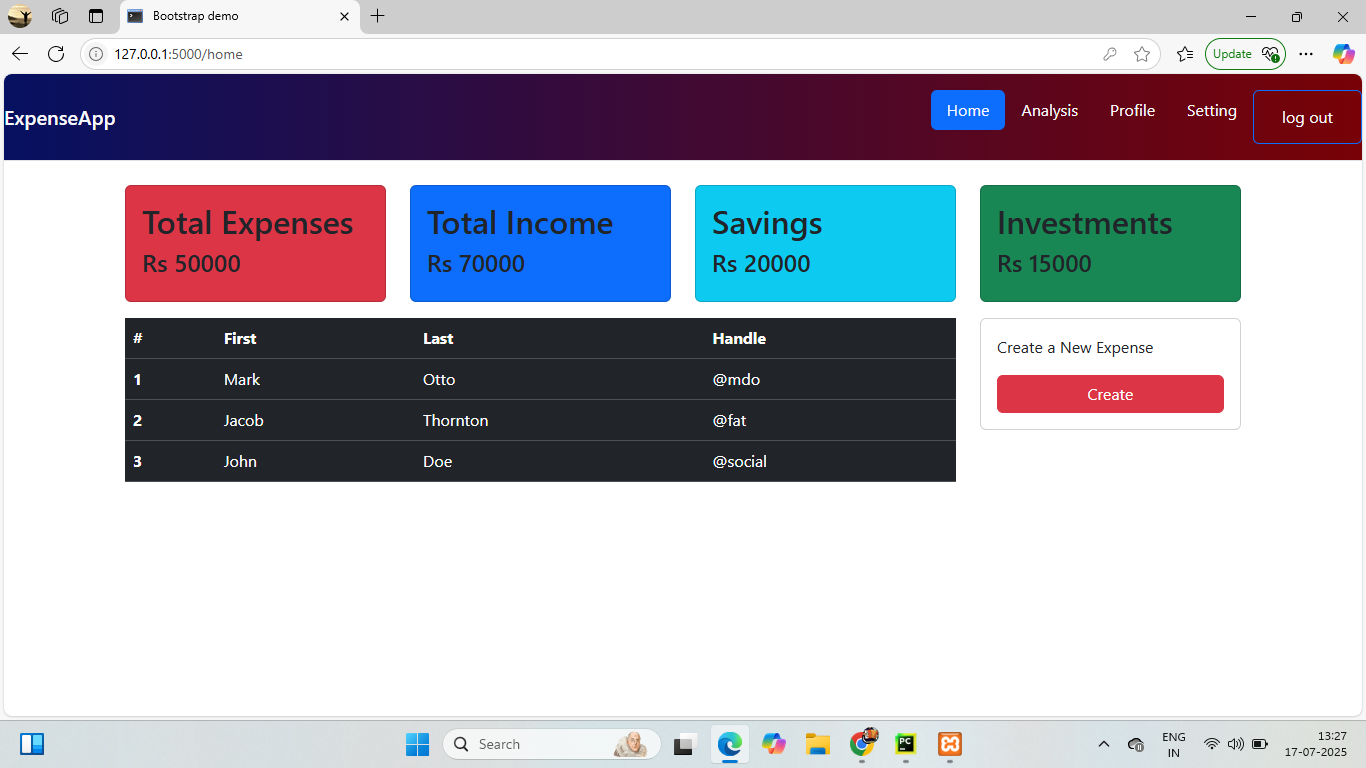 Bootstrap demo
127.0.0.1:5000/home
Update
ExpenseApp
Home Analysis Profile Setting log out
Total Expenses
Rs 50000
Total Income
Rs 70000
Savings
Rs 20000
Investments
Rs 15000
# First Last Handle
1 Mark Otto @mdo
2 Jacob Thornton @fat
3 John Doe @social
Create a New Expense
Create
Search
PC
ENG
IN
13:27
17-07-2025